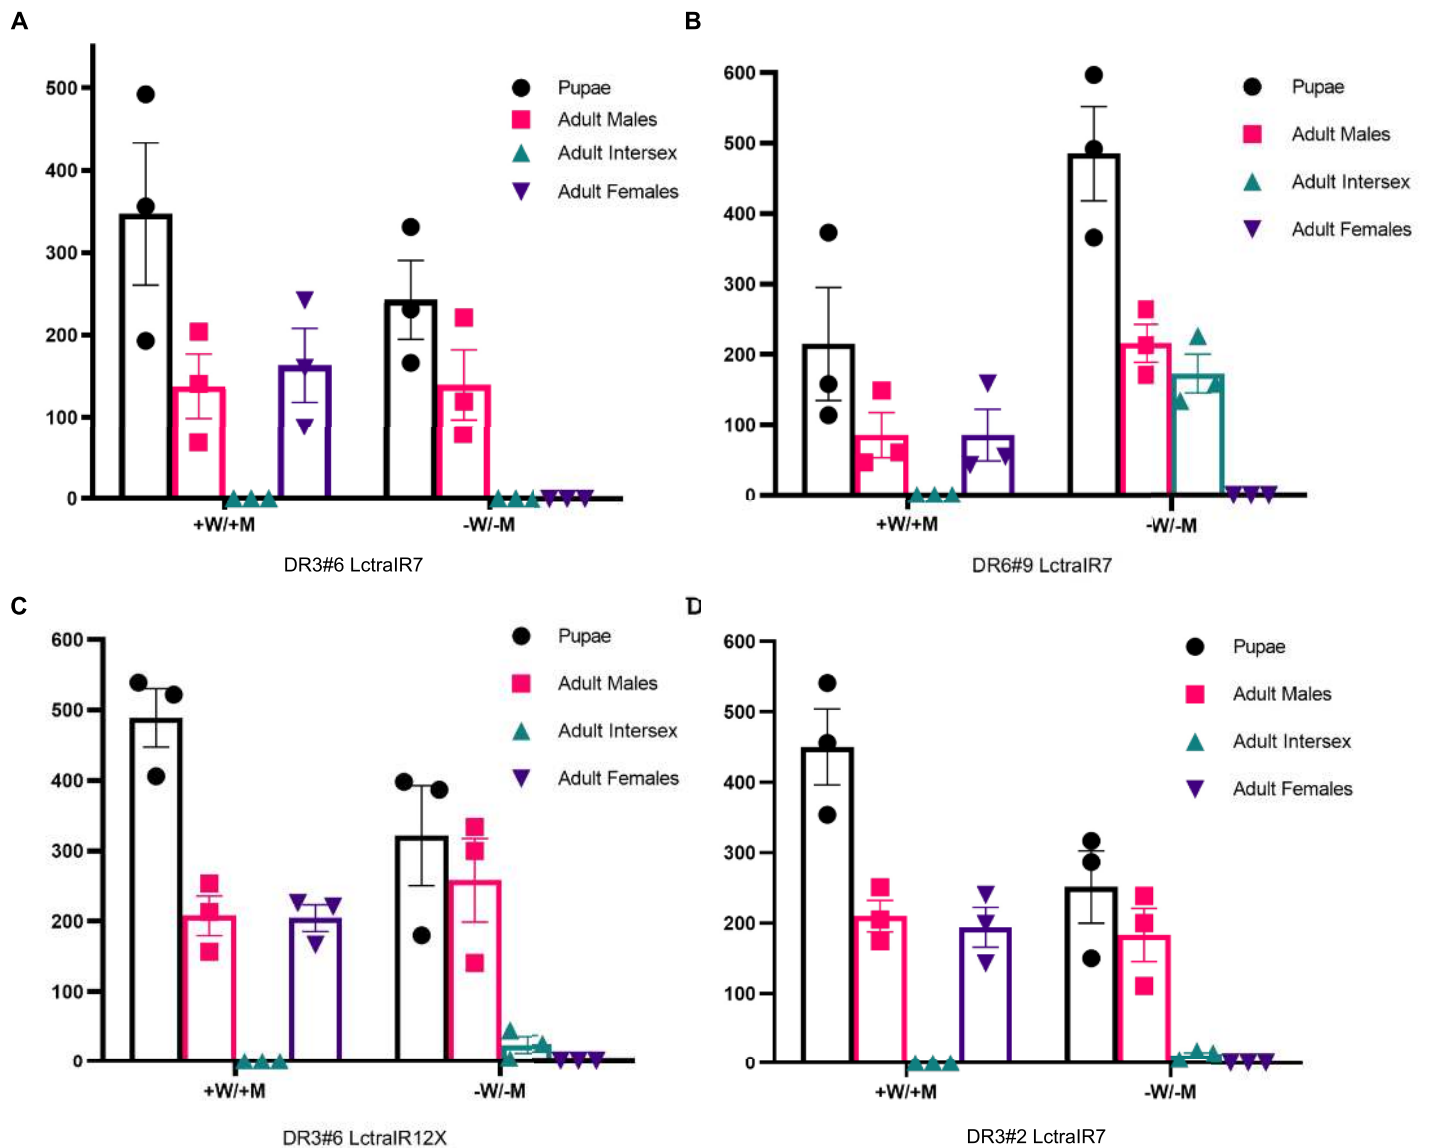 A
500
400
300
200
100
0
Pupae
Adult Males
Adult Intersex
Adult Females
+W/+M
-W/-M
DR3#6 LctraIR7
B
600
500
400
300
200
100
0
Pupae
Adult Males
Adult Intersex
Adult Females
+W/+M
-W/-M
DR6#9 LctraIR7
C
600
500
400
300
200
100
0
Pupae
Adult Males
Adult Intersex
Adult Females
+W/+M
-W/-M
DR3#6 LctraIR12X
D
600
500
400
300
200
100
0
Pupae
Adult Males
Adult Intersex
Adult Females
+W/+M
-W/-M
DR3#2 LctraIR7